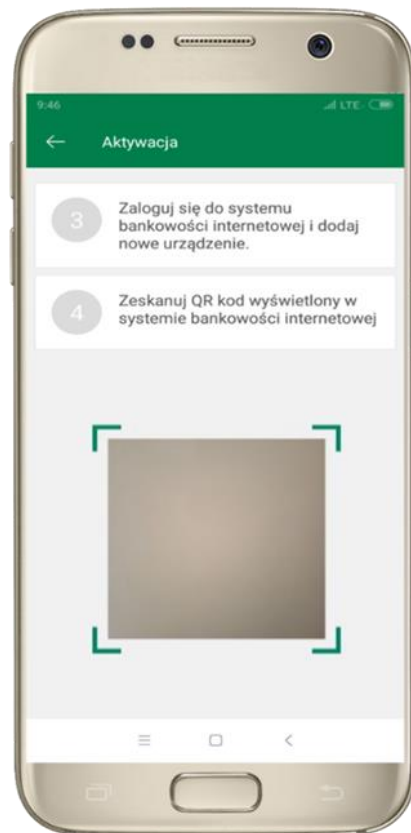 9:46 LTE
Aktywacja
3 Zaloguj się do systemu
bankowości internetowej i dodaj
nowe urządzenie.
4 Zeskanuj QR kod wyświetlony w
systemie bankowości internetowej